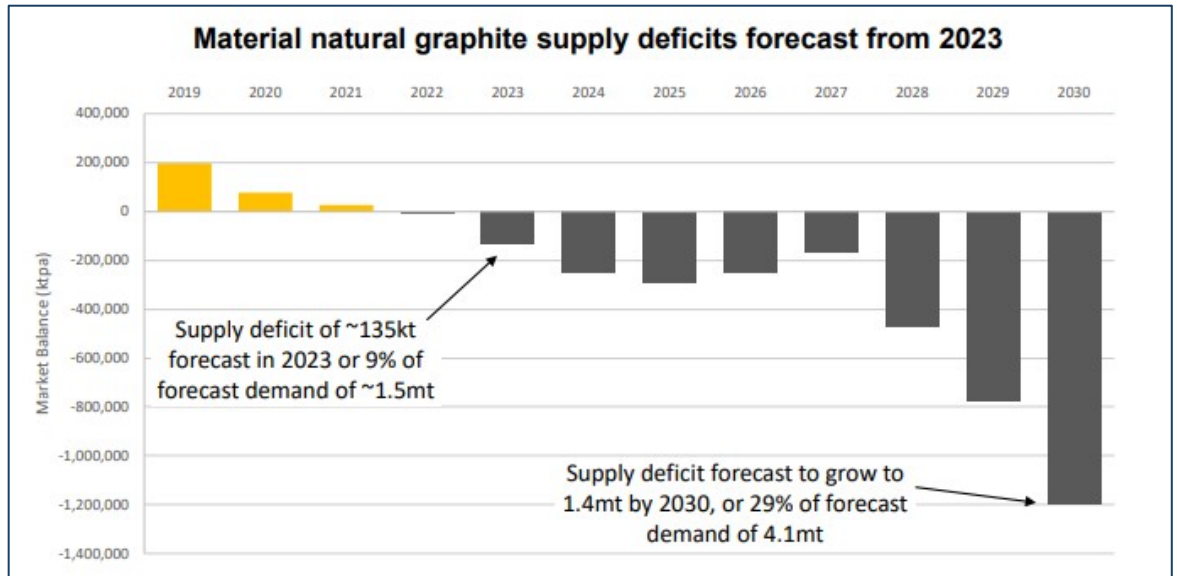 Material natural graphite supply deficits forecast from 2023
2019 2020 2021 2022 2023 2024 2025 2026 2027 2028 2029 2030
400,000
200,000
0
-200,000
-400,000
-600,000
-800,000
-1,000,000
-1,200,000
-1,400,000
Market Balance (ktpa)
Supply deficit of ~135kt
forecast in 2023 or 9% of
forecast demand of ~1.5mt
Supply deficit forecast to grow to
1.4mt by 2030, or 29% of forecast
demand of 4.1mt